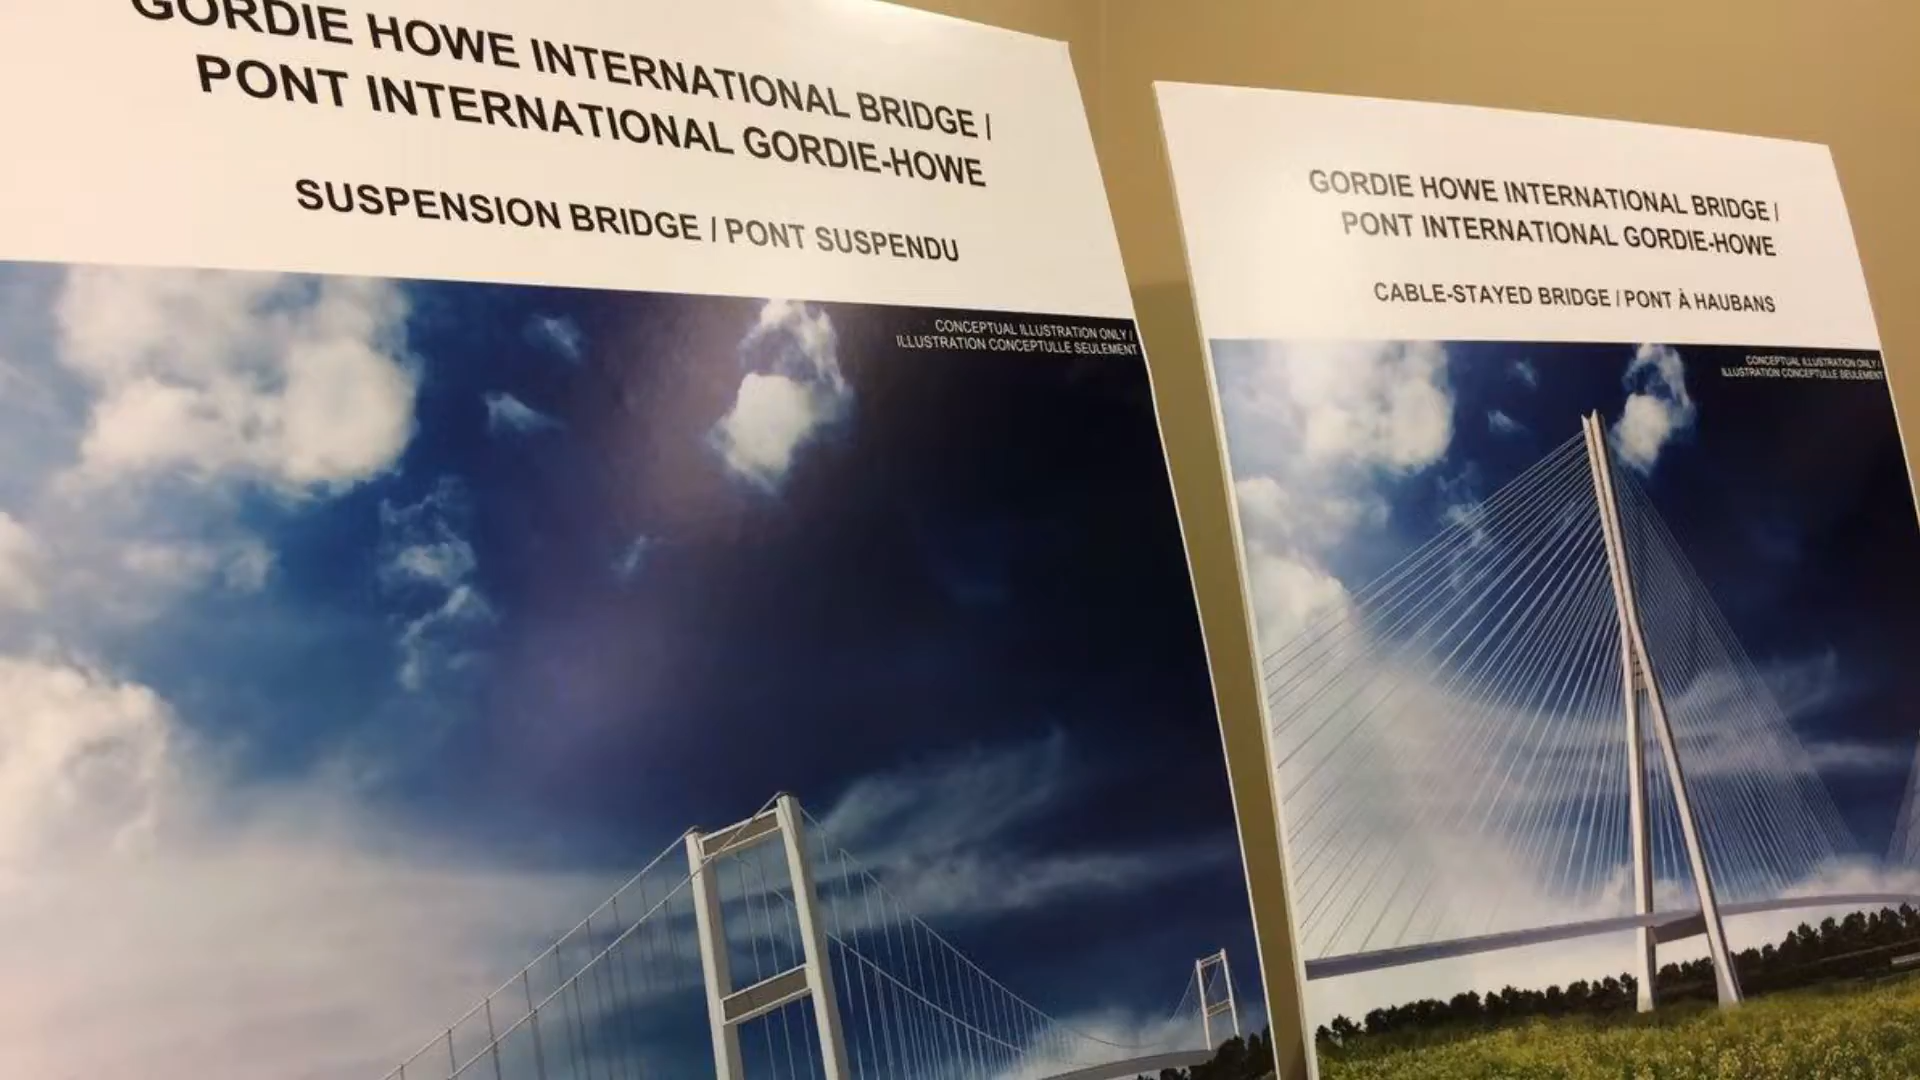 GORDIE HOWE INTERNATIONAL BRIDGE /
PONT INTERNATIONAL GORDIE-HOWE
SUSPENSION BRIDGE / PONT SUSPENDU
CONCEPTUAL ILLUSTRATION ONLY /
ILLUSTRATION CONCEPTULLE SEULEMENT
GORDIE HOWE INTERNATIONAL BRIDGE /
PONT INTERNATIONAL GORDIE-HOWE
CABLE-STAYED BRIDGE / PONT À HAUBANS
CONCEPTUAL ILLUSTRATION ONLY /
ILLUSTRATION CONCEPTULLE SEULEMENT